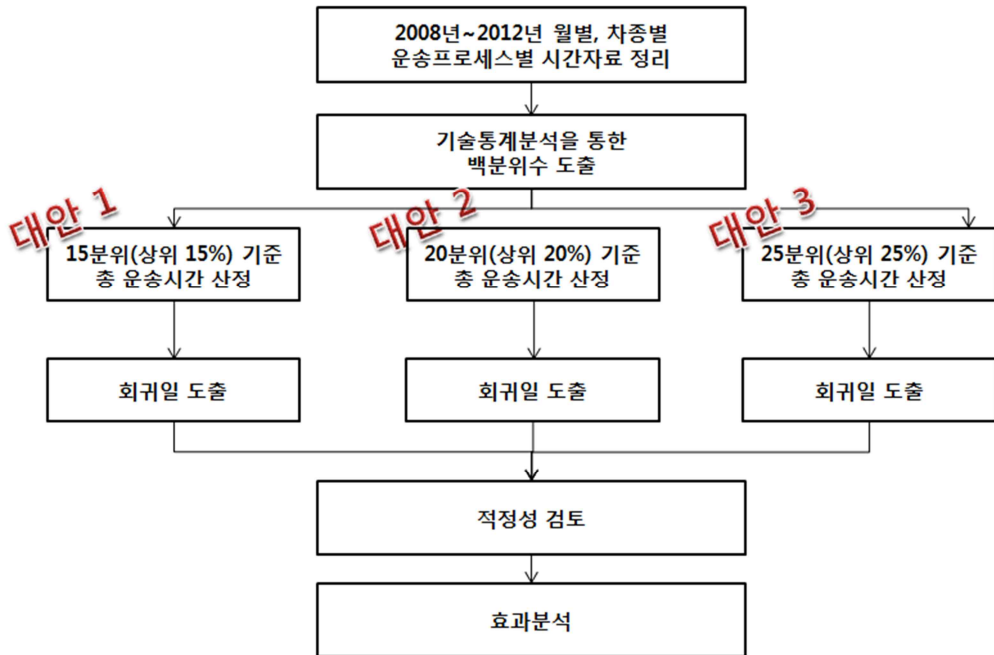 2008년~2012년 월별, 차종별
운송프로세스별 시간자료 정리
기술통계분석을 통한
백분위수 도출
대안 1
15분위(상위 15%) 기준
총 운송시간 산정
대안 2
20분위(상위 20%) 기준
총 운송시간 산정
대안 3
25분위(상위 25%) 기준
총 운송시간 산정
회귀일 도출
회귀일 도출
회귀일 도출
적정성 검토
효과분석